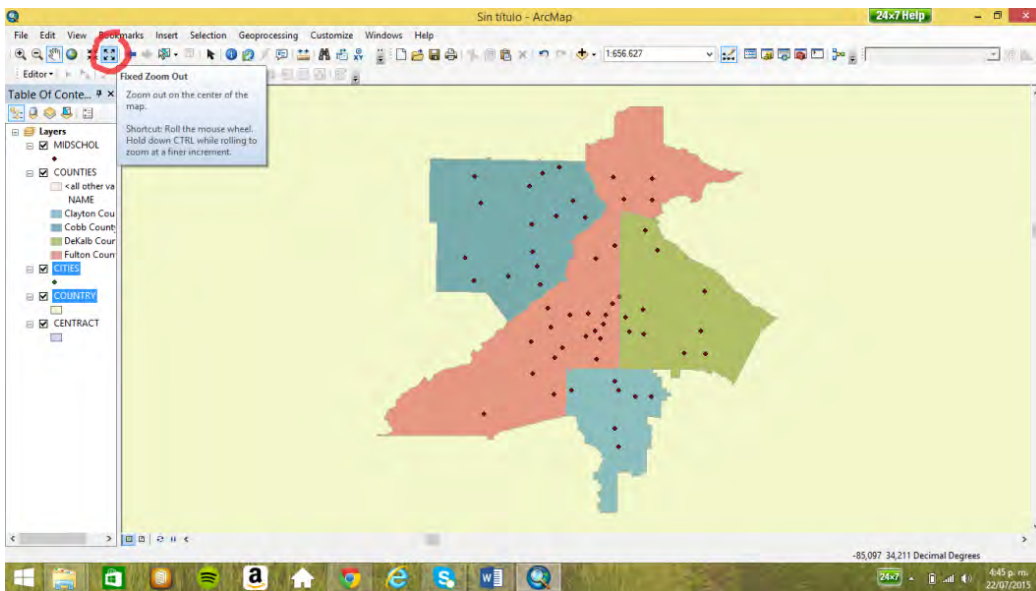 Sin título - ArcMap
24x7 Help
File Edit View Bookmarks Insert Selection Geoprocessing Customize Windows Help
1:656.627
Editor
Fixed Zoom Out
Zoom out on the center of the
map.
Shortcut: Roll the mouse wheel.
Hold down CTRL while rolling to
zoom at a finer increment.
Table Of Conte...
Layers
MIDSCHOL
COUNTIES
<all other va
NAME
Clayton Cou
Cobb County
DeKalb Coun
Fulton Coun
CITIES
COUNTRY
CENTRACT
-85,097 34,211 Decimal Degrees
a
e
S
W
24x7
4:45 p. m.
22/07/2015